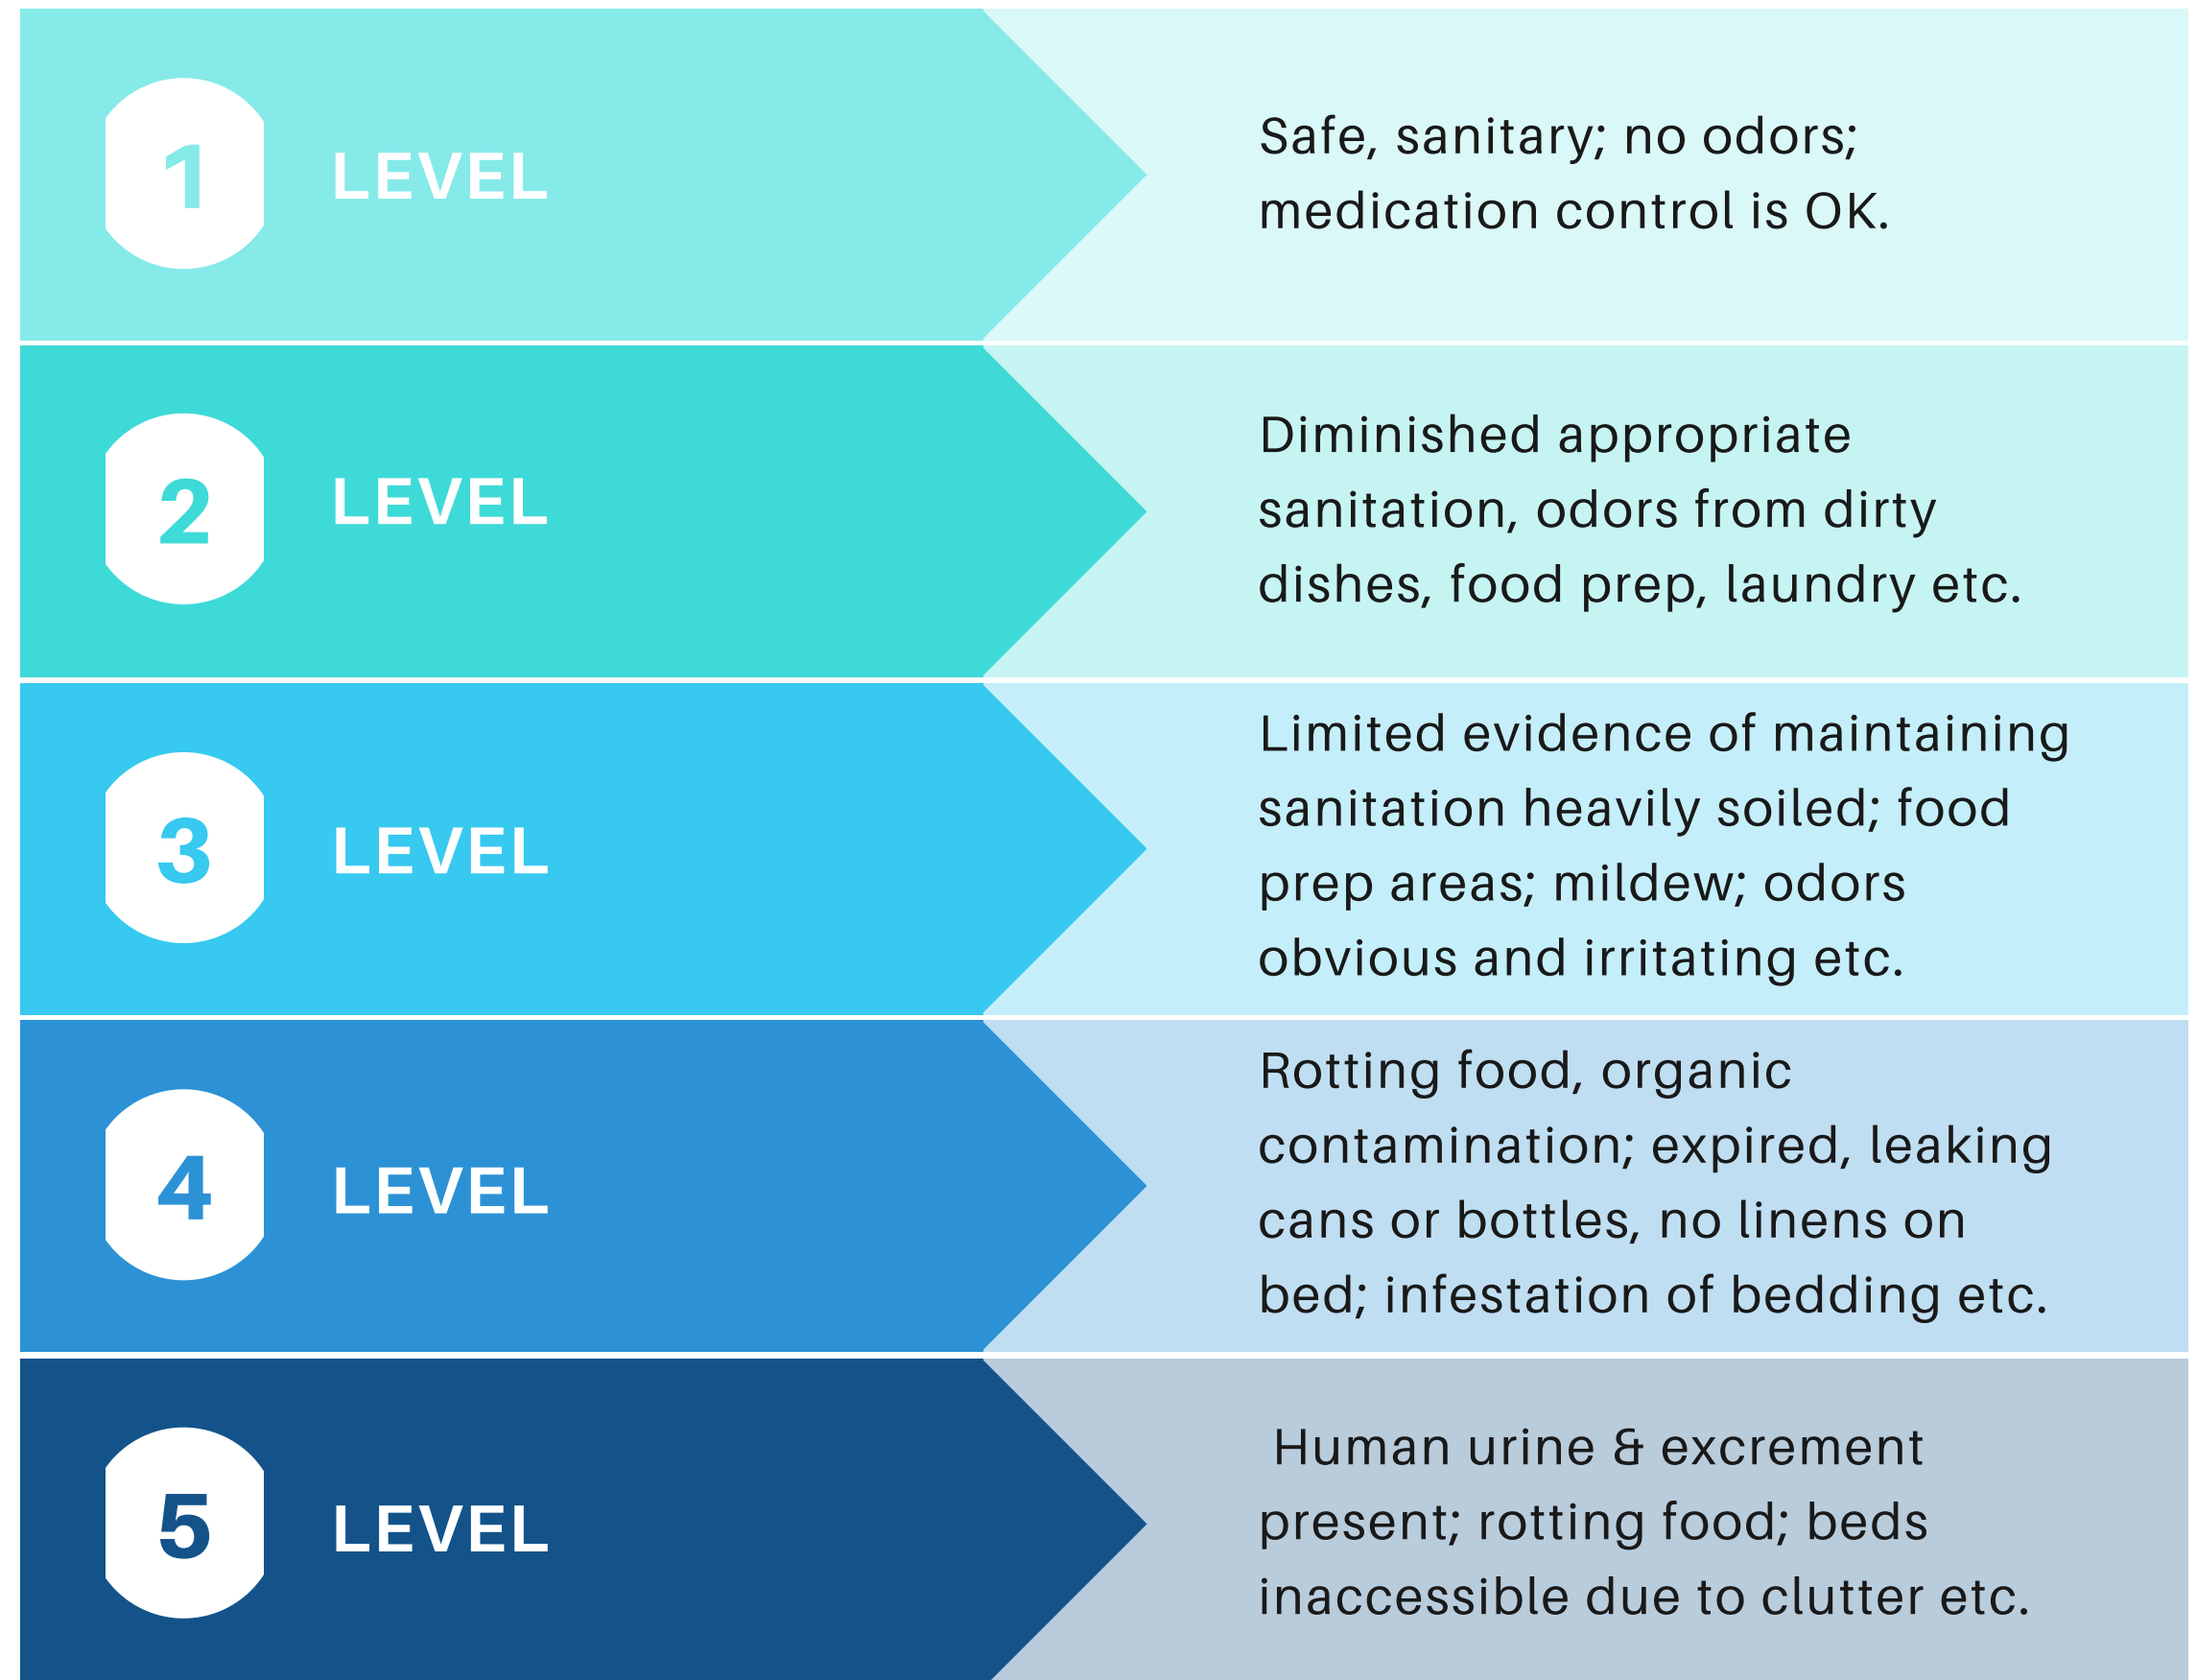 1 LEVEL
Safe, sanitary; no odors;
medication control is OK.
2 LEVEL
Diminished appropriate
sanitation, odors from dirty
dishes, food prep, laundry etc.
3 LEVEL
Limited evidence of maintaining
sanitation heavily soiled; food
prep areas; mildew; odors
obvious and irritating etc.
4 LEVEL
Rotting food, organic
contamination; expired, leaking
cans or bottles, no linens on
bed; infestation of bedding etc.
5 LEVEL
Human urine & excrement
present; rotting food; beds
inaccessible due to clutter etc.